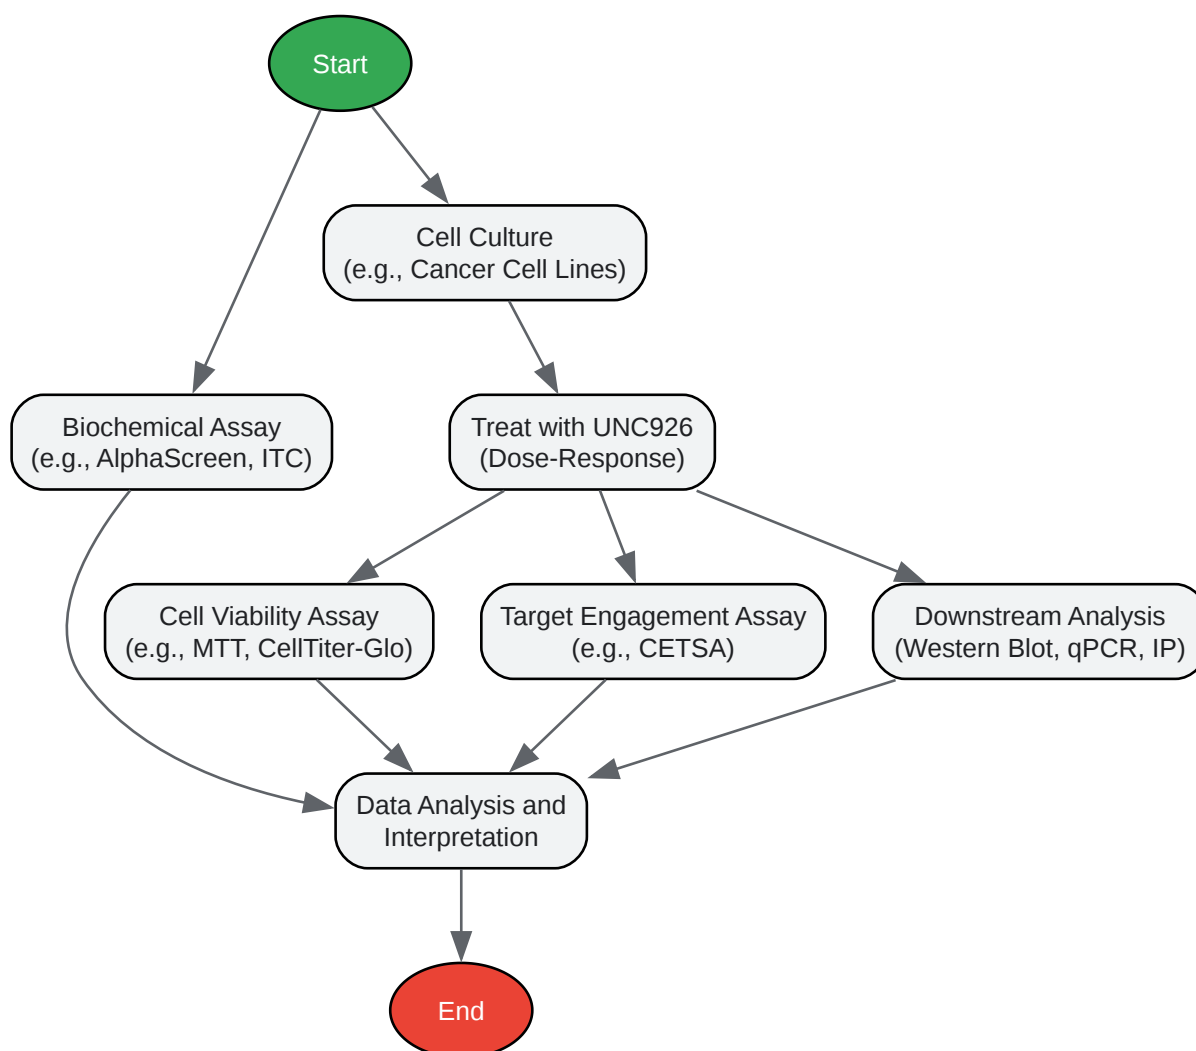 Start
Cell Culture
(e.g., Cancer Cell Lines)
Biochemical Assay
(e.g., AlphaScreen, ITC)
Treat with UNC926
(Dose-Response)
Cell Viability Assay
(e.g., MTT, CellTiter-Glo)
Target Engagement Assay
(e.g., CETSA)
Downstream Analysis
(Western Blot, qPCR, IP)
Data Analysis and
Interpretation
End